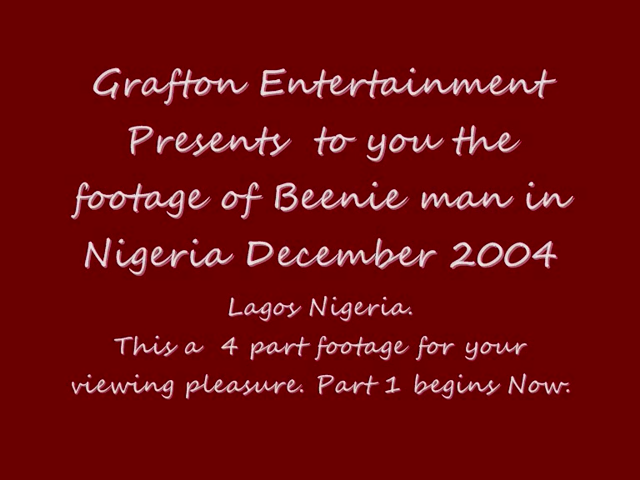 Grafton Entertainment
Presents to you the
footage of Beenie man in
Nigeria December 2004
Lagos Nigeria.
This a 4 part footage for your
viewing pleasure. Part 1 begins Now.